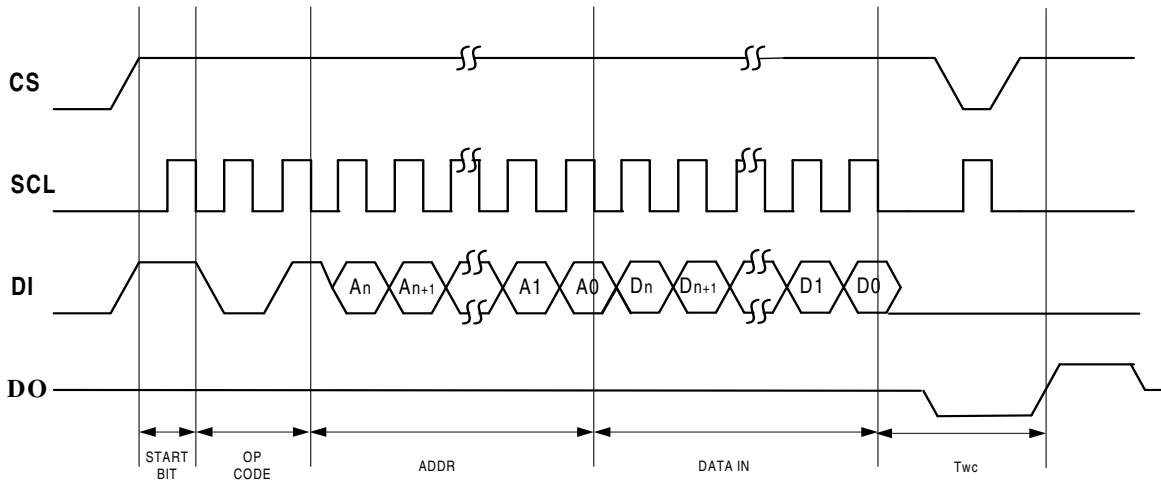 CS
SCL
DI
An An+1 A1 A0 Dn Dn+1 D1 D0
DO
START
BIT
OP
CODE
ADDR
DATA IN
Twc